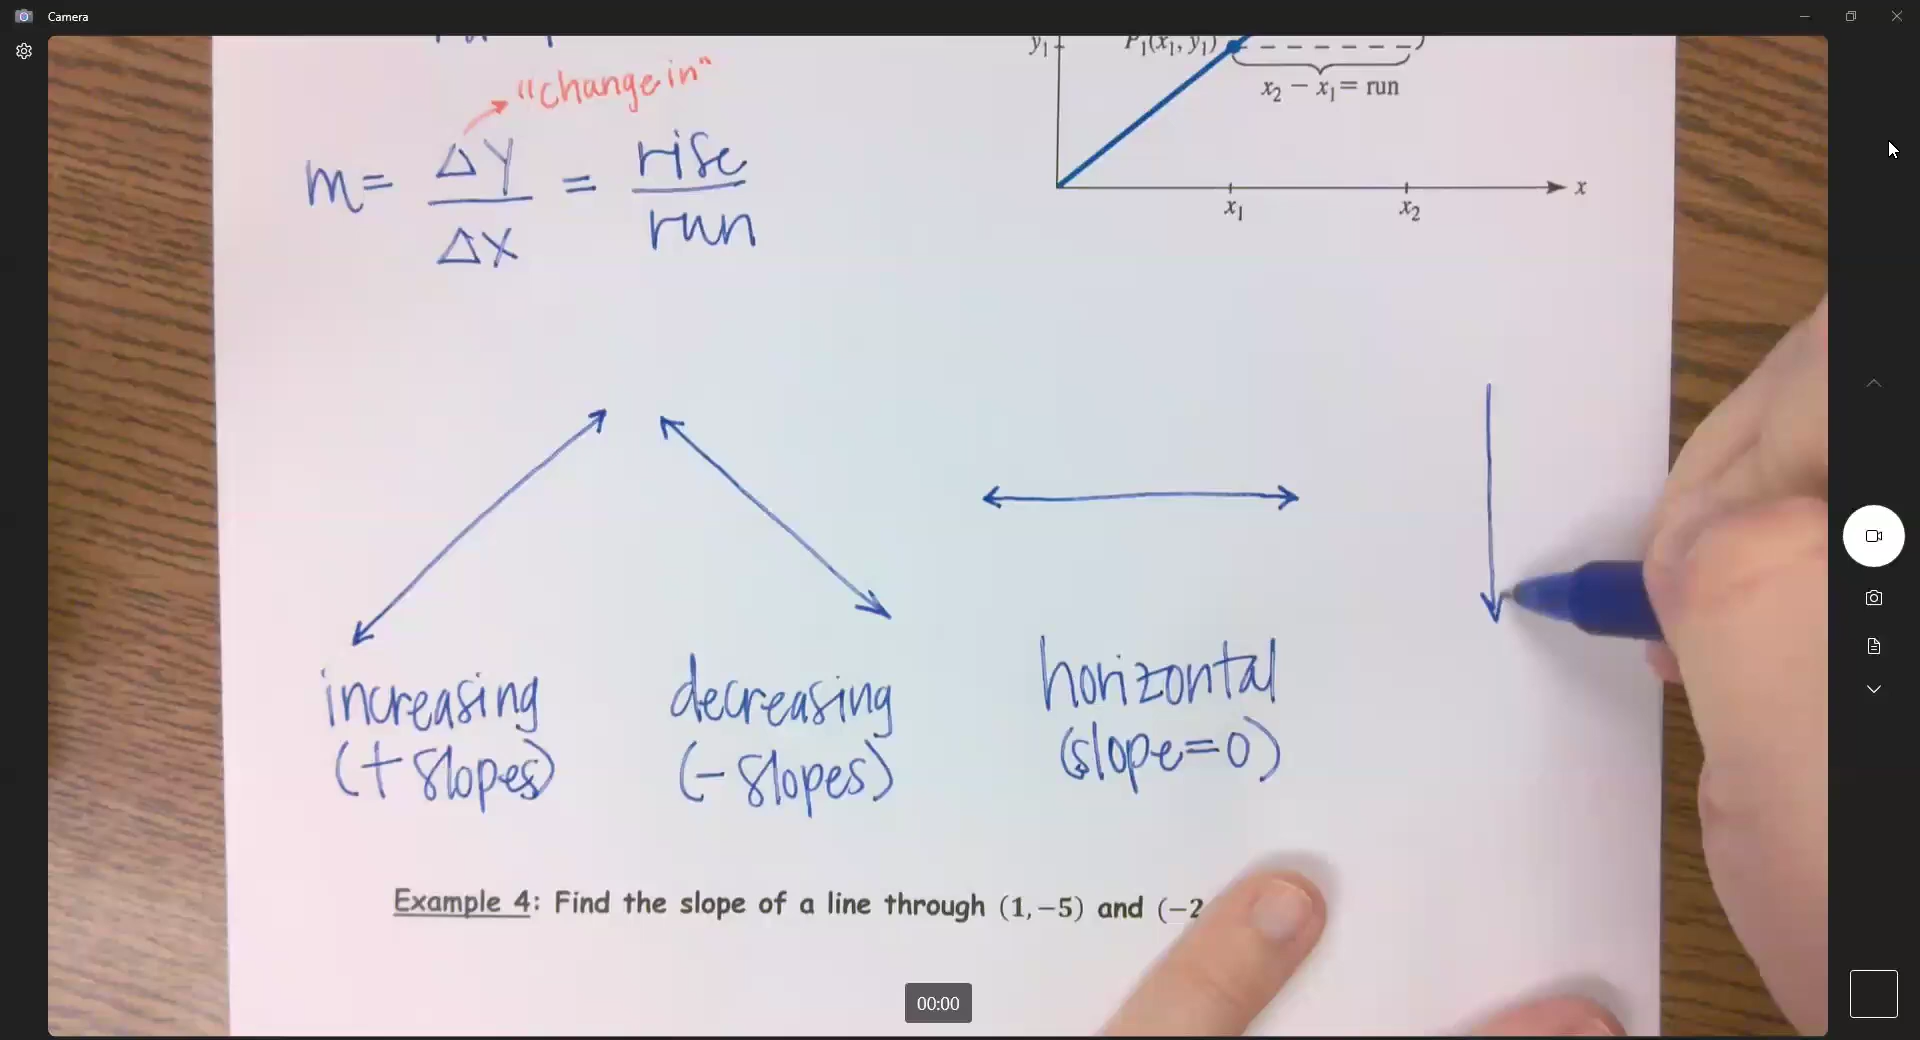 Camera
y₁
P₁(x₁, y₁)
x₂ − x₁ = run
"change in"
m = ΔY/ΔX = rise/run
x
x₁ x₂
increasing decreasing horizontal
(+ slopes) (− slopes) (slope=0)
Example 4: Find the slope of a line through (1,−5) and (−2
00:00